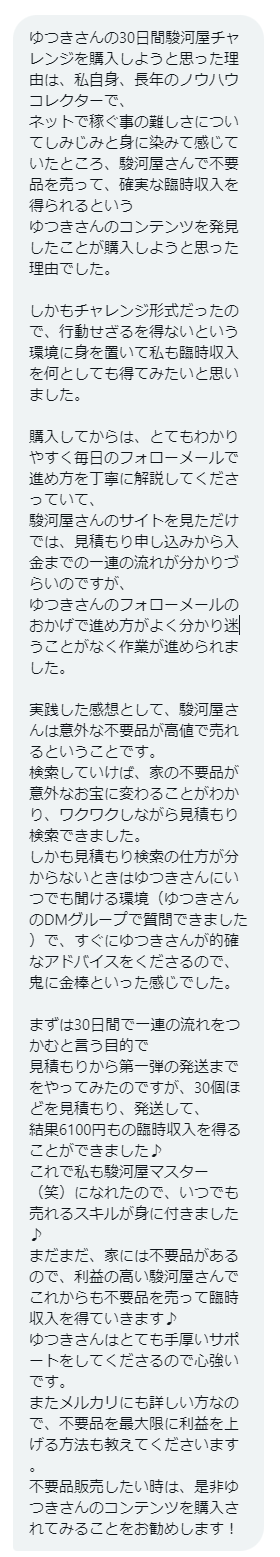 ゆつきさんの30日間駿河屋チャ
レンジを購入しようと思った理
由は、私自身、長年のノウハウ
コレクターで、
ネットで稼ぐ事の難しさについ
てしみじみと身に染みて感じて
いたところ、駿河屋さんで不要
品を売って、確実な臨時収入を
得られるという
ゆつきさんのコンテンツを発見
したことが購入しようと思った
理由でした。
しかもチャレンジ形式だったの
で、行動せざるを得ないという
環境に身を置いて私も臨時収入
を何としても得てみたいと思い
ました。
購入してからは、とてもわかり
やすく毎日のフォローメールで
進め方を丁寧に解説してくださ
っていて、
駿河屋さんのサイトを見ただけ
では、見積もり申し込みから入
金までの一連の流れが分かりづ
らいのですが、
ゆつきさんのフォローメールの
おかげで進め方がよく分かり迷
うことがなく作業が進められま
した。
実践した感想として、駿河屋さ
んは意外な不要品が高値で売れ
るということです。
検索していけば、家の不要品が
意外なお宝に変わることがわか
り、ワクワクしながら見積もり
検索できました。
しかも見積もり検索の仕方が分
からないときはゆつきさんにい
つでも聞ける環境（ゆつきさん
のDMグループで質問できました
）で、すぐにゆつきさんが的確
なアドバイスをくださるので、
鬼に金棒といった感じでした。
まずは30日間で一連の流れをつ
かむと言う目的で
見積もりから第一弾の発送まで
をやってみたのですが、30個ほ
どを見積もり、発送して、
結果6100円もの臨時収入を得る
ことができました♪
これで私も駿河屋マスター
（笑）になれたので、いつでも
売れるスキルが身に付きました
♪
まだまだ、家には不要品がある
ので、利益の高い駿河屋さんで
これからも不要品を売って臨時
収入を得ていきます♪
ゆつきさんはとても手厚いサポ
ートをしてくださるので心強い
です。
またメルカリにも詳しい方なの
で、不要品を最大限に利益を上
げる方法も教えてくださいます
。
不要品販売したい時は、是非ゆ
つきさんのコンテンツを購入さ
れてみることをお勧めします！